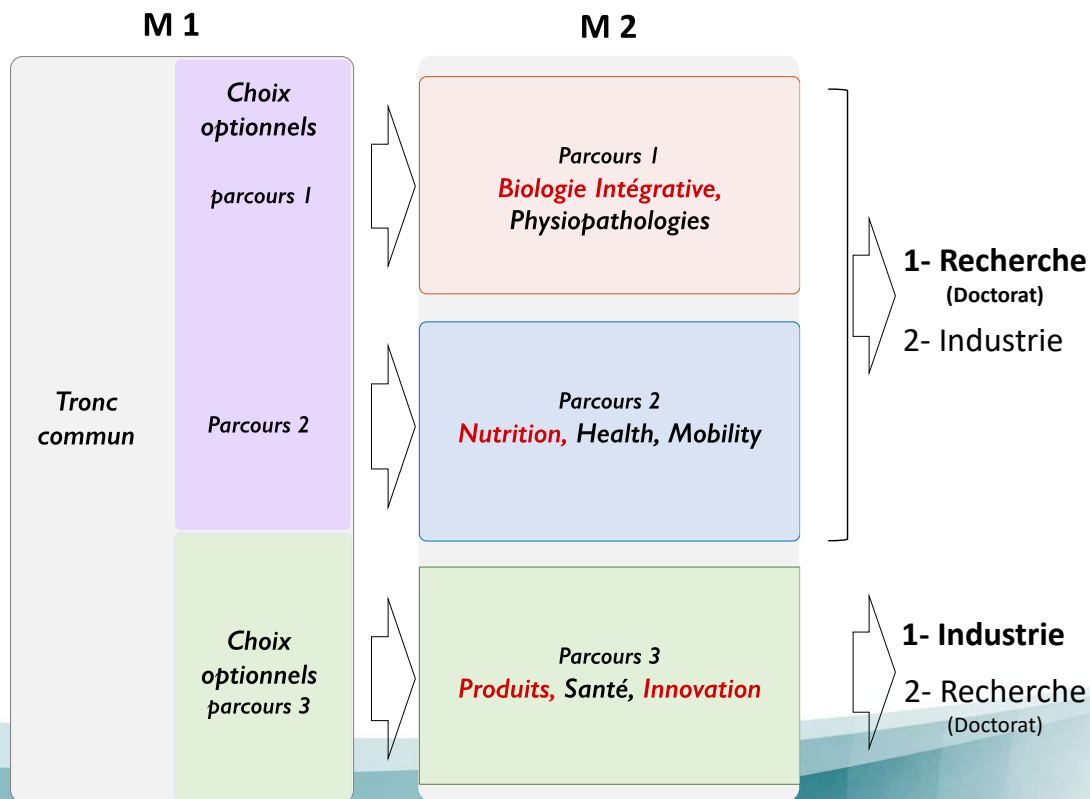 M 1
M 2
Tronc
commun
Choix
optionnels
parcours 1
Parcours 2
Choix
optionnels
parcours 3
Parcours 1
Biologie Intégrative,
Physiopathologies
Parcours 2
Nutrition, Health, Mobility
Parcours 3
Produits, Santé, Innovation
1- Recherche
(Doctorat)
2- Industrie
1- Industrie
2- Recherche
(Doctorat)